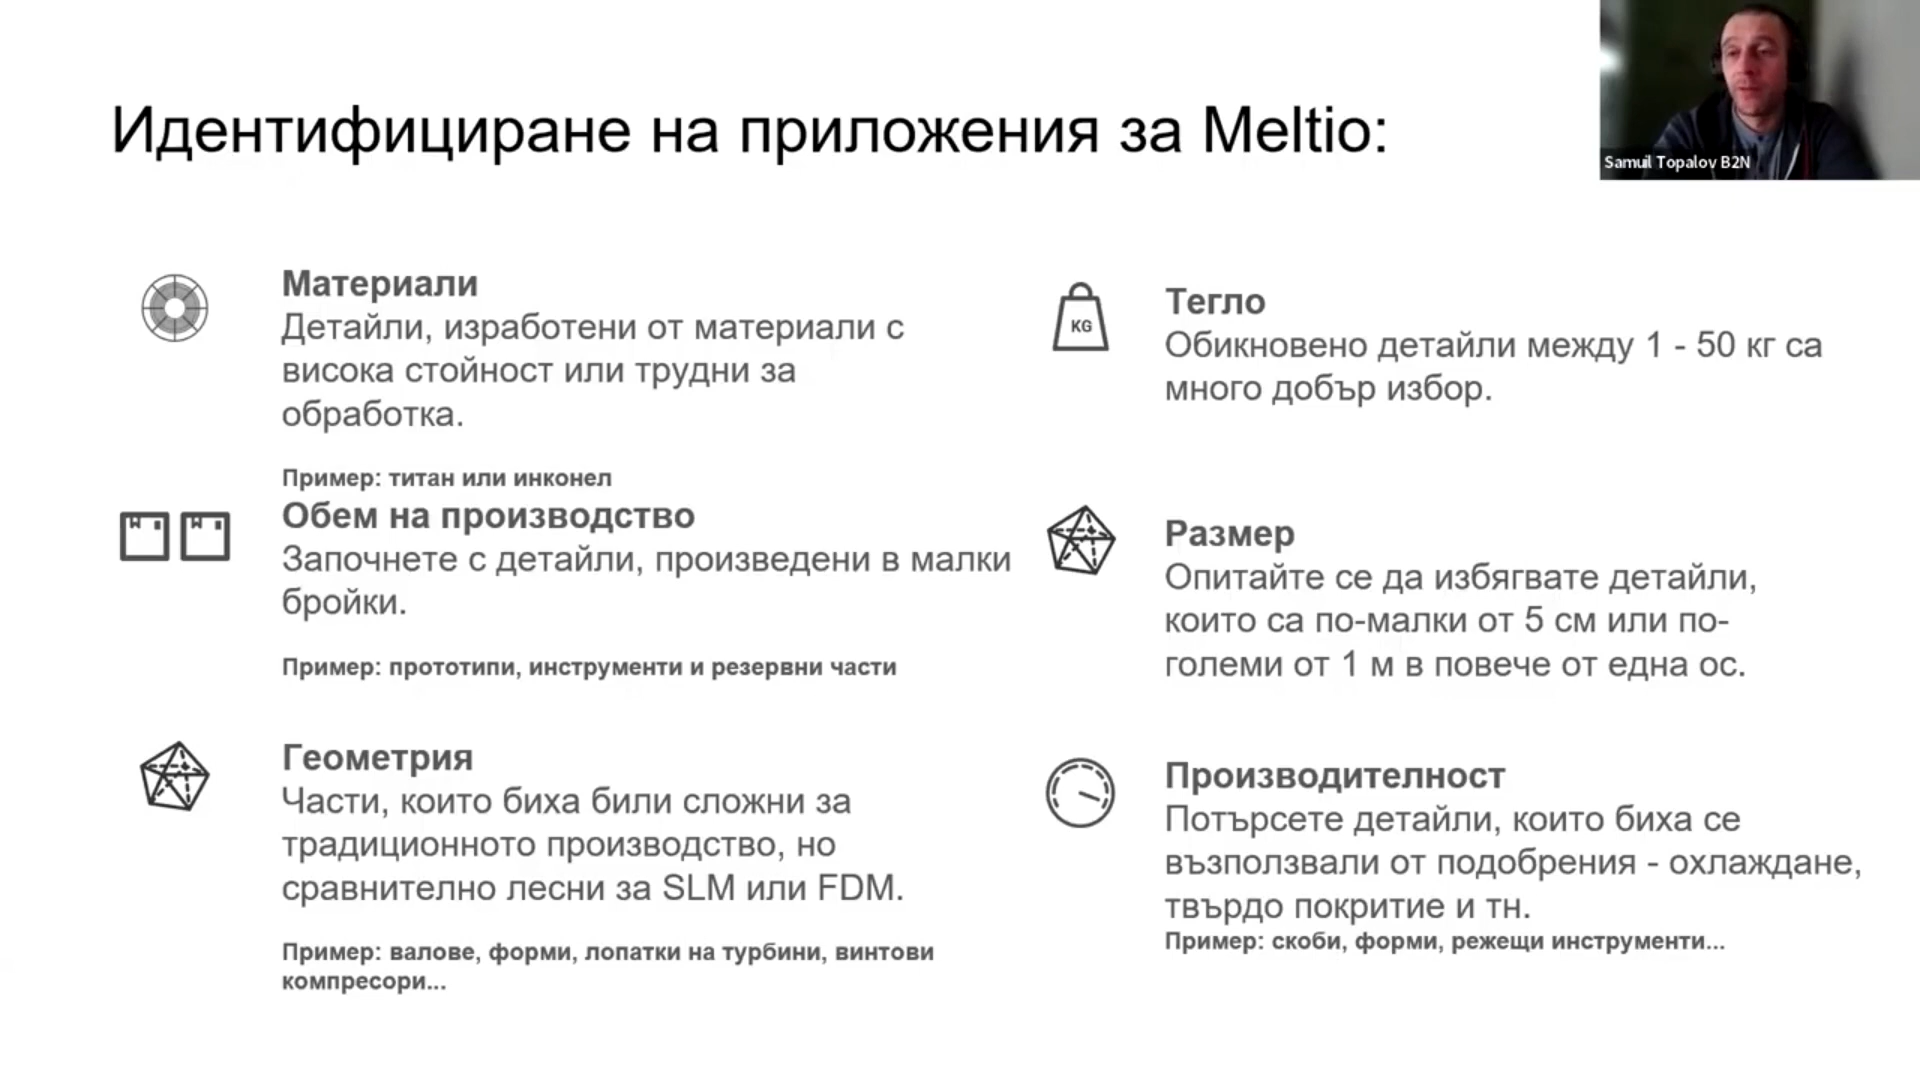 Идентифициране на приложения за Meltio:
Samuil Topalov B2N
Материали
Детайли, изработени от материали с
висока стойност или трудни за
обработка.
Пример: титан или инконел
Обем на производство
Започнете с детайли, произведени в малки
бройки.
Пример: прототипи, инструменти и резервни части
Геометрия
Части, които биха били сложни за
традиционното производство, но
сравнително лесни за SLM или FDM.
Пример: валове, форми, лопатки на турбини, винтови
компресори...
KG
Тегло
Обикновено детайли между 1 - 50 кг са
много добър избор.
Размер
Опитайте се да избягвате детайли,
които са по-малки от 5 см или по-
големи от 1 м в повече от една ос.
Производителност
Потърсете детайли, които биха се
възползвали от подобрения - охлаждане,
твърдо покритие и тн.
Пример: скоби, форми, режещи инструменти...